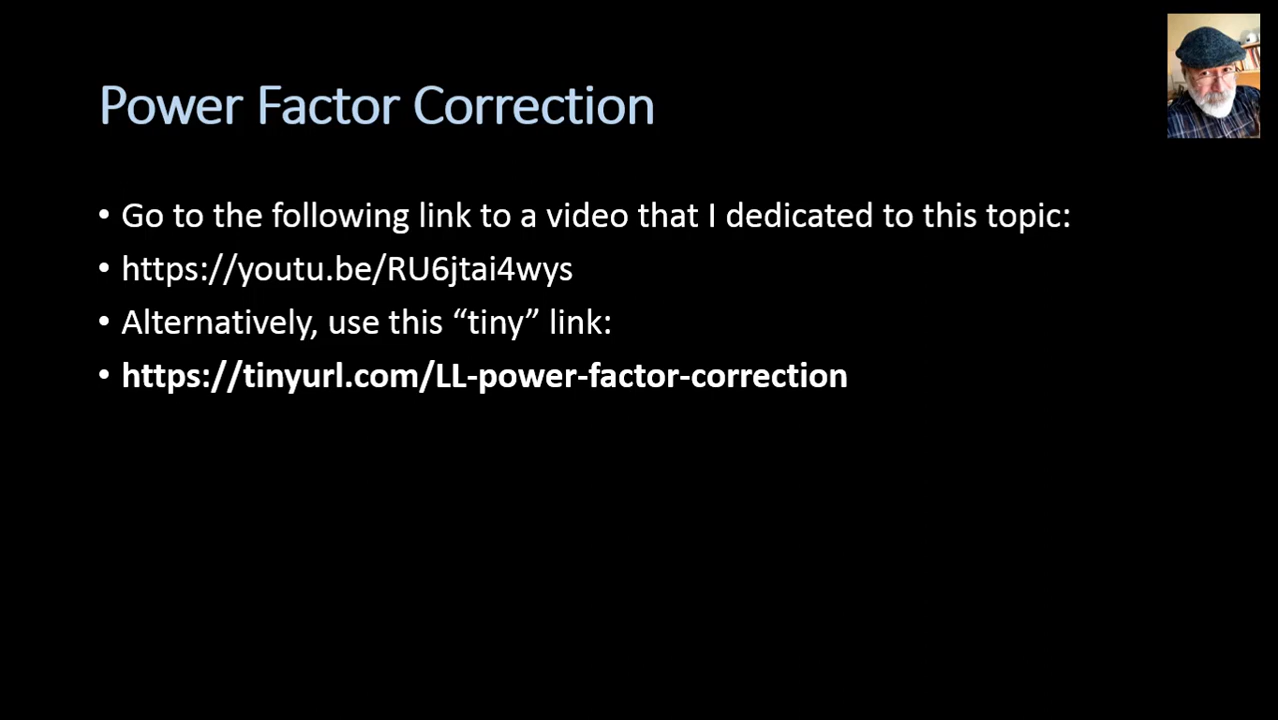 Power Factor Correction
• Go to the following link to a video that I dedicated to this topic:
• https://youtu.be/RU6jtai4wys
• Alternatively, use this “tiny” link:
• https://tinyurl.com/LL-power-factor-correction